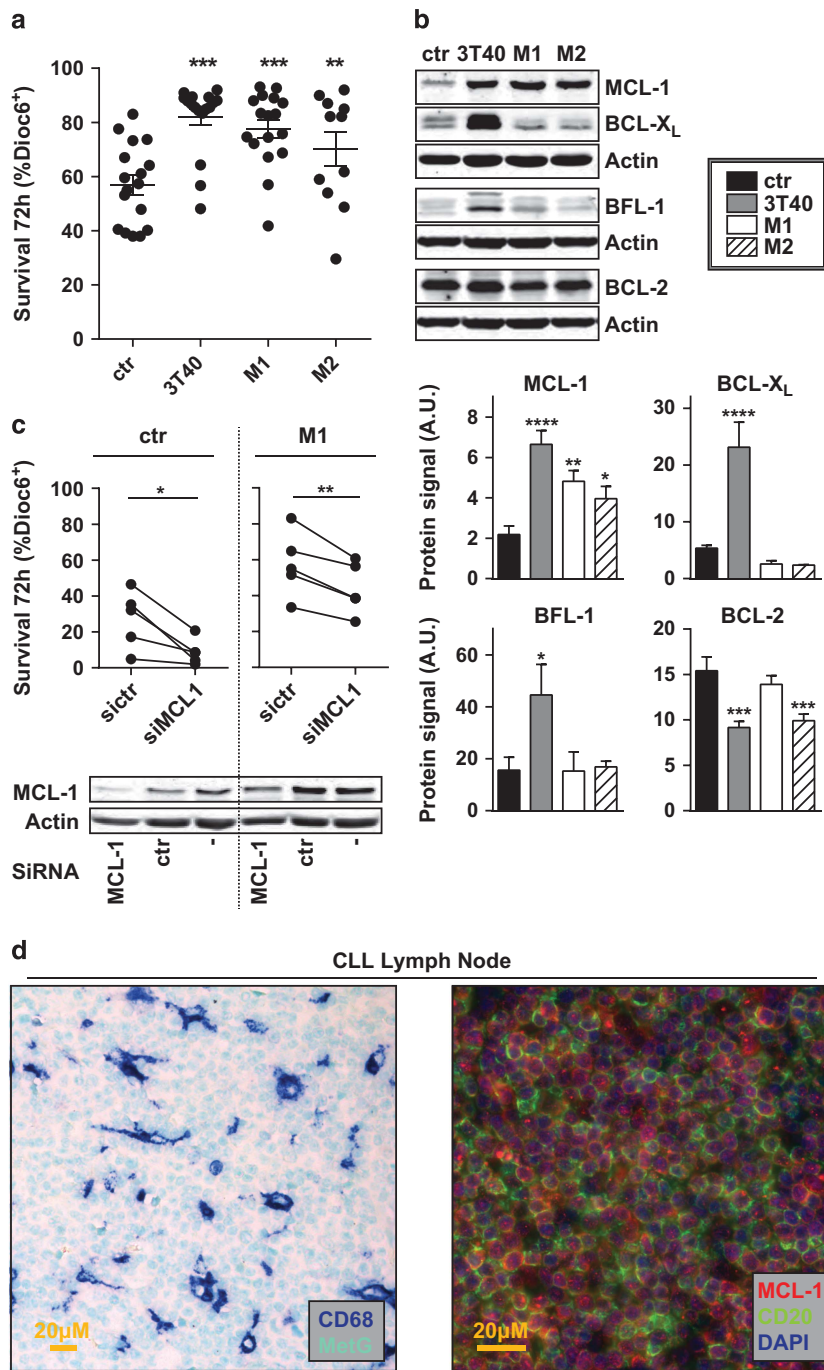 a
Survival 72h (%Dioc6+)
100
80
60
40
20
0
*** *** **
ctr 3T40 M1 M2
b
ctr 3T40 M1 M2
MCL-1
BCL-XL
Actin
BFL-1
Actin
BCL-2
Actin
ctr
3T40
M1
M2
MCL-1
Protein signal (A.U.)
8
6
4
2
0
**** ** *
BCL-XL
30
20
10
0
****
BFL-1
Protein signal (A.U.)
60
40
20
0
*
BCL-2
20
15
10
5
0
*** ***
c
ctr M1
Survival 72h (%Dioc6+)
100
80
60
40
20
0
* **
sictr siMCL1 sictr siMCL1
MCL-1
Actin
SiRNA MCL-1 ctr - MCL-1 ctr -
d
CLL Lymph Node
20µM
CD68
MetG
20µM
MCL-1
CD20
DAPI